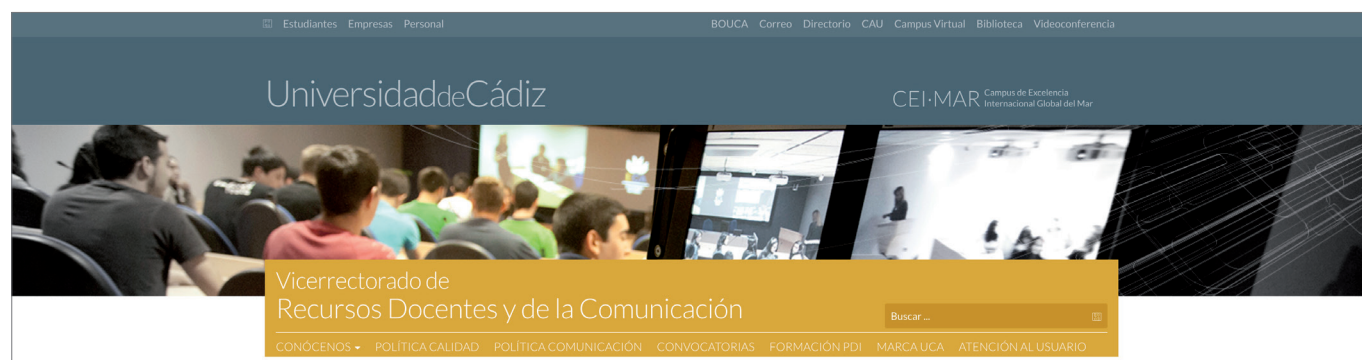 Estudiantes Empresas Personal
BOUCA Correo Directorio CAU Campus Virtual Biblioteca Videoconferencia
UniversidaddeCádiz
CEI·MAR Campus de Excelencia
Internacional Global del Mar
Vicerrectorado de
Recursos Docentes y de la Comunicación
Buscar ...
CONÓCENOS POLÍTICA CALIDAD POLÍTICA COMUNICACIÓN CONVOCATORIAS FORMACIÓN PDI MARCA UCA ATENCIÓN AL USUARIO